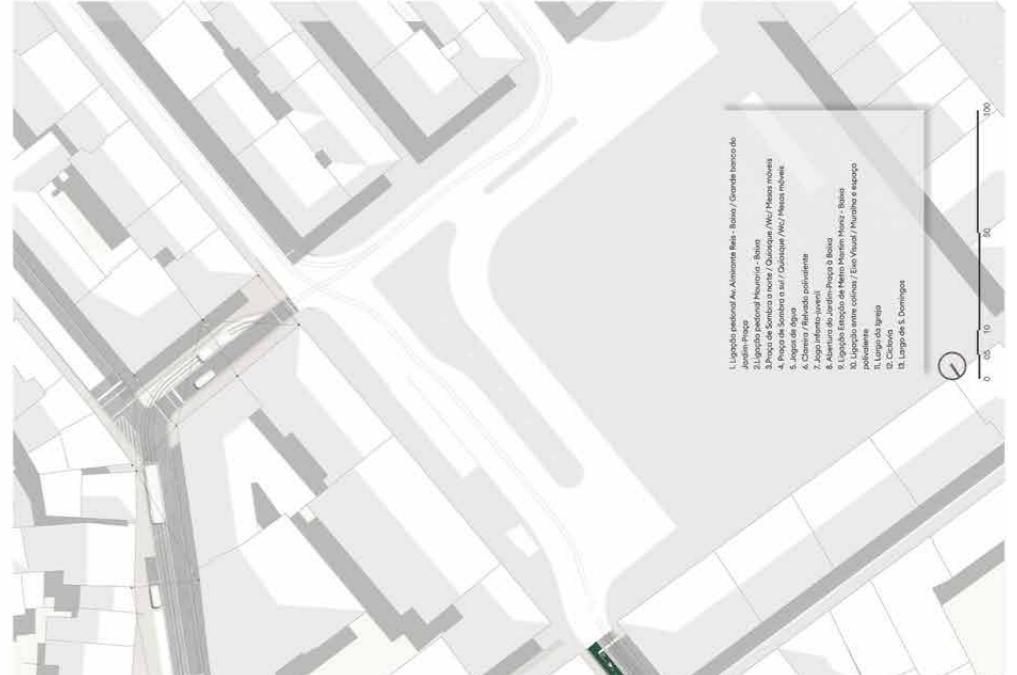 1. Ligação pedonal Av. Almirante Reis - Baixa / Grande banco do
Jardim-Praça
2.Ligação pedonal Mouraria - Baixa
3.Praça de Sombra a norte / Quiosque /Wc/ Mesas móveis
4. Praça de Sombra a sul / Quiosque /Wc/ Mesas móveis
5. Jogos de água
6. Clareira / Relvado polivalente
7. Jogo infanto-juvenil
8. Abertura do Jardim-Praça à Baixa
9. Ligação Estação de Metro Martim Moniz - Baixa
10. Ligação entre colinas / Eixo Visual / Muralha e espaço
polivalente
11. Largo da Igreja
12. Ciclovia
13. Largo de S. Domingos
0 05 10 50 100